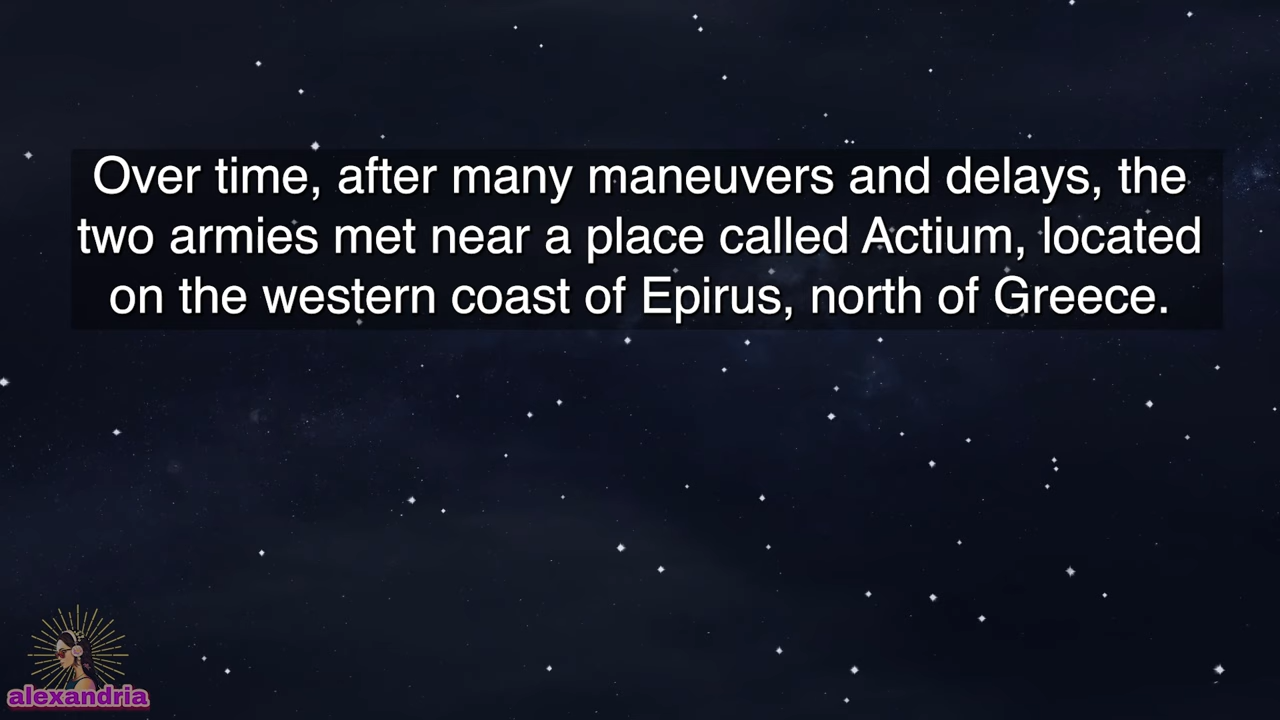 Over time, after many maneuvers and delays, the
two armies met near a place called Actium, located
on the western coast of Epirus, north of Greece.
alexandria